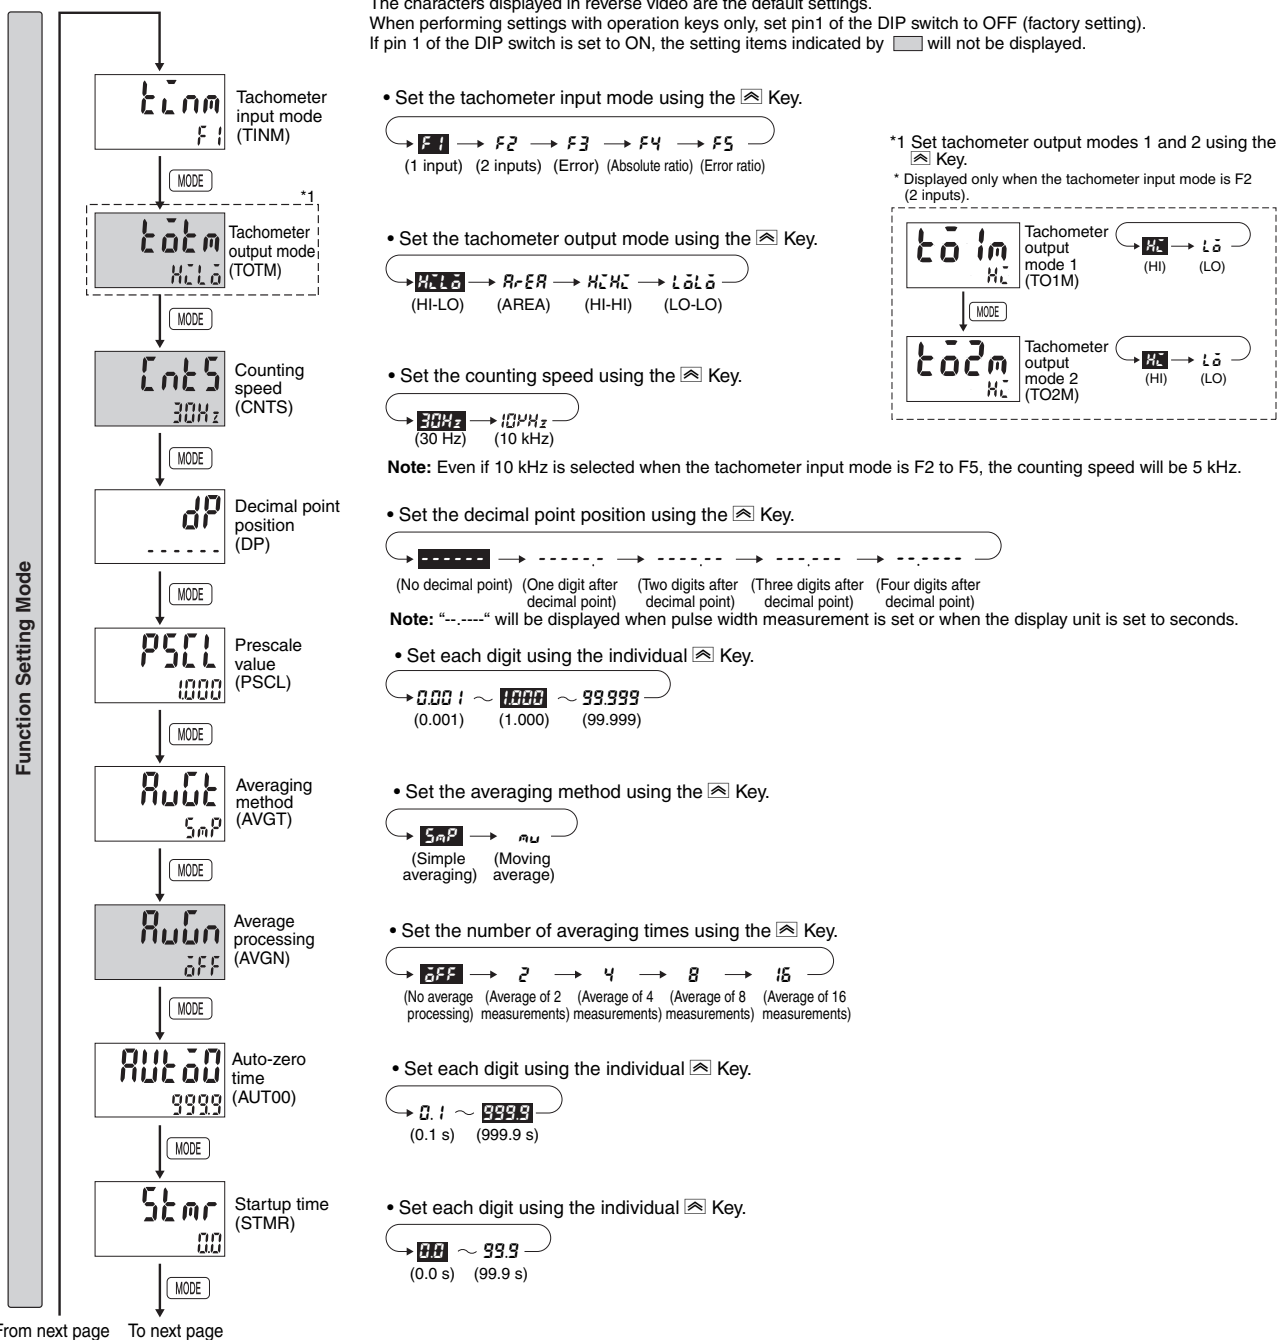 The characters displayed in reverse video are the default settings.
When performing settings with operation keys only, set pin1 of the DIP switch to OFF (factory setting).
If pin 1 of the DIP switch is set to ON, the setting items indicated by will not be displayed.
Function Setting Mode
Tachometer
input mode
(TINM)
F1
• Set the tachometer input mode using the Key.
F1 F2 F3 F4 F5
(1 input) (2 inputs) (Error) (Absolute ratio) (Error ratio)
MODE
*1
Tachometer
output mode
(TOTM)
• Set the tachometer output mode using the Key.
(HI-LO) (AREA) (HI-HI) (LO-LO)
*1 Set tachometer output modes 1 and 2 using the
Key.
* Displayed only when the tachometer input mode is F2
(2 inputs).
Tachometer
output
mode 1
(TO1M)
(HI) (LO)
MODE
Tachometer
output
mode 2
(TO2M)
(HI) (LO)
MODE
Counting
speed
(CNTS)
30Hz
• Set the counting speed using the Key.
30Hz 10kHz
(30 Hz) (10 kHz)
Note: Even if 10 kHz is selected when the tachometer input mode is F2 to F5, the counting speed will be 5 kHz.
MODE
dP
- - - - - -
Decimal point
position
(DP)
• Set the decimal point position using the Key.
------ -----.- ----.-- ---.--- --.----
(No decimal point) (One digit after decimal point) (Two digits after decimal point) (Three digits after decimal point) (Four digits after decimal point)
Note: “--.----“ will be displayed when pulse width measurement is set or when the display unit is set to seconds.
MODE
PSCL
1.000
Prescale
value
(PSCL)
• Set each digit using the individual Key.
0.001 ~ 1.000 ~ 99.999
(0.001) (1.000) (99.999)
MODE
Averaging
method
(AVGT)
SmP
• Set the averaging method using the Key.
SmP mv
(Simple averaging) (Moving average)
MODE
Average
processing
(AVGN)
oFF
• Set the number of averaging times using the Key.
oFF 2 4 8 16
(No average processing) (Average of 2 measurements) (Average of 4 measurements) (Average of 8 measurements) (Average of 16 measurements)
MODE
Auto-zero
time
(AUT00)
999.9
• Set each digit using the individual Key.
0.1 ~ 999.9
(0.1 s) (999.9 s)
MODE
Stmr
0.0
Startup time
(STMR)
• Set each digit using the individual Key.
0.0 ~ 99.9
(0.0 s) (99.9 s)
MODE
From next page To next page